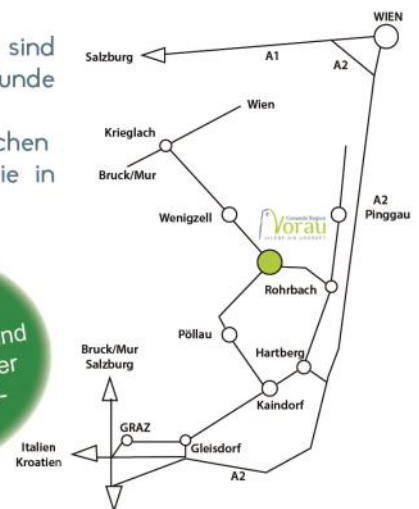 sind
unde
chen
ie in
nd
er
-
WIEN
Salzburg
A1
A2
Wien
Krieglach
Bruck/Mur
Wenigzell
Vorau
A2
Pinggau
Rohrbach
Pöllau
Bruck/Mur
Salzburg
Hartberg
Kaindorf
GRAZ
Gleisdorf
Italien
Kroatien
A2